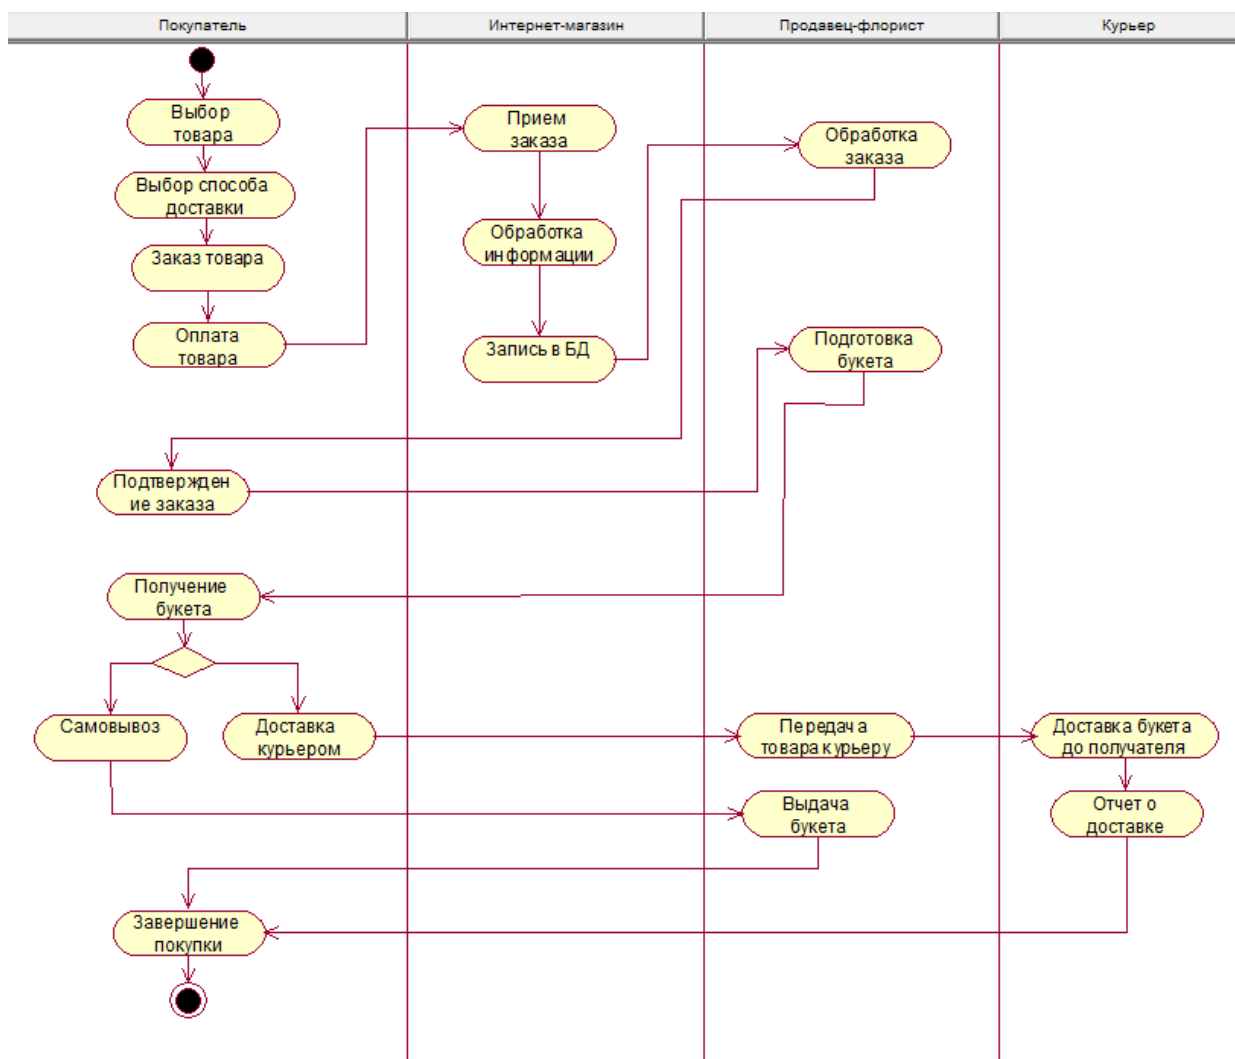 Покупатель
Интернет-магазин
Продавец-флорист
Курьер
Выбор
товара
Прием
заказа
Обработка
заказа
Выбор способа
доставки
Обработка
информации
Заказ товара
Оплата
товара
Запись в БД
Подготовка
букета
Подтвержден
ие заказа
Получение
букета
Самовывоз
Доставка
курьером
Передача
товара курьеру
Доставка букета
до получателя
Выдача
букета
Отчет о
доставке
Завершение
покупки